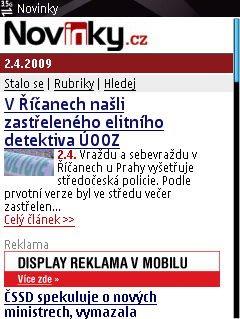 3.5G Novinky
Novinky.cz
2.4.2009
Stalo se | Rubriky | Hledej
V Říčanech našli
zastřeleného elitního
detektiva ÚOOZ
2.4. Vraždu a sebevraždu v
Říčanech u Prahy vyšetřuje
středočeská policie. Podle
prvotní verze byl ve středu večer
zastřelen...
Celý článek >>
Reklama
DISPLAY REKLAMA V MOBILU
Více zde »
ČSSD spekuluje o nových
ministrech, vymazala